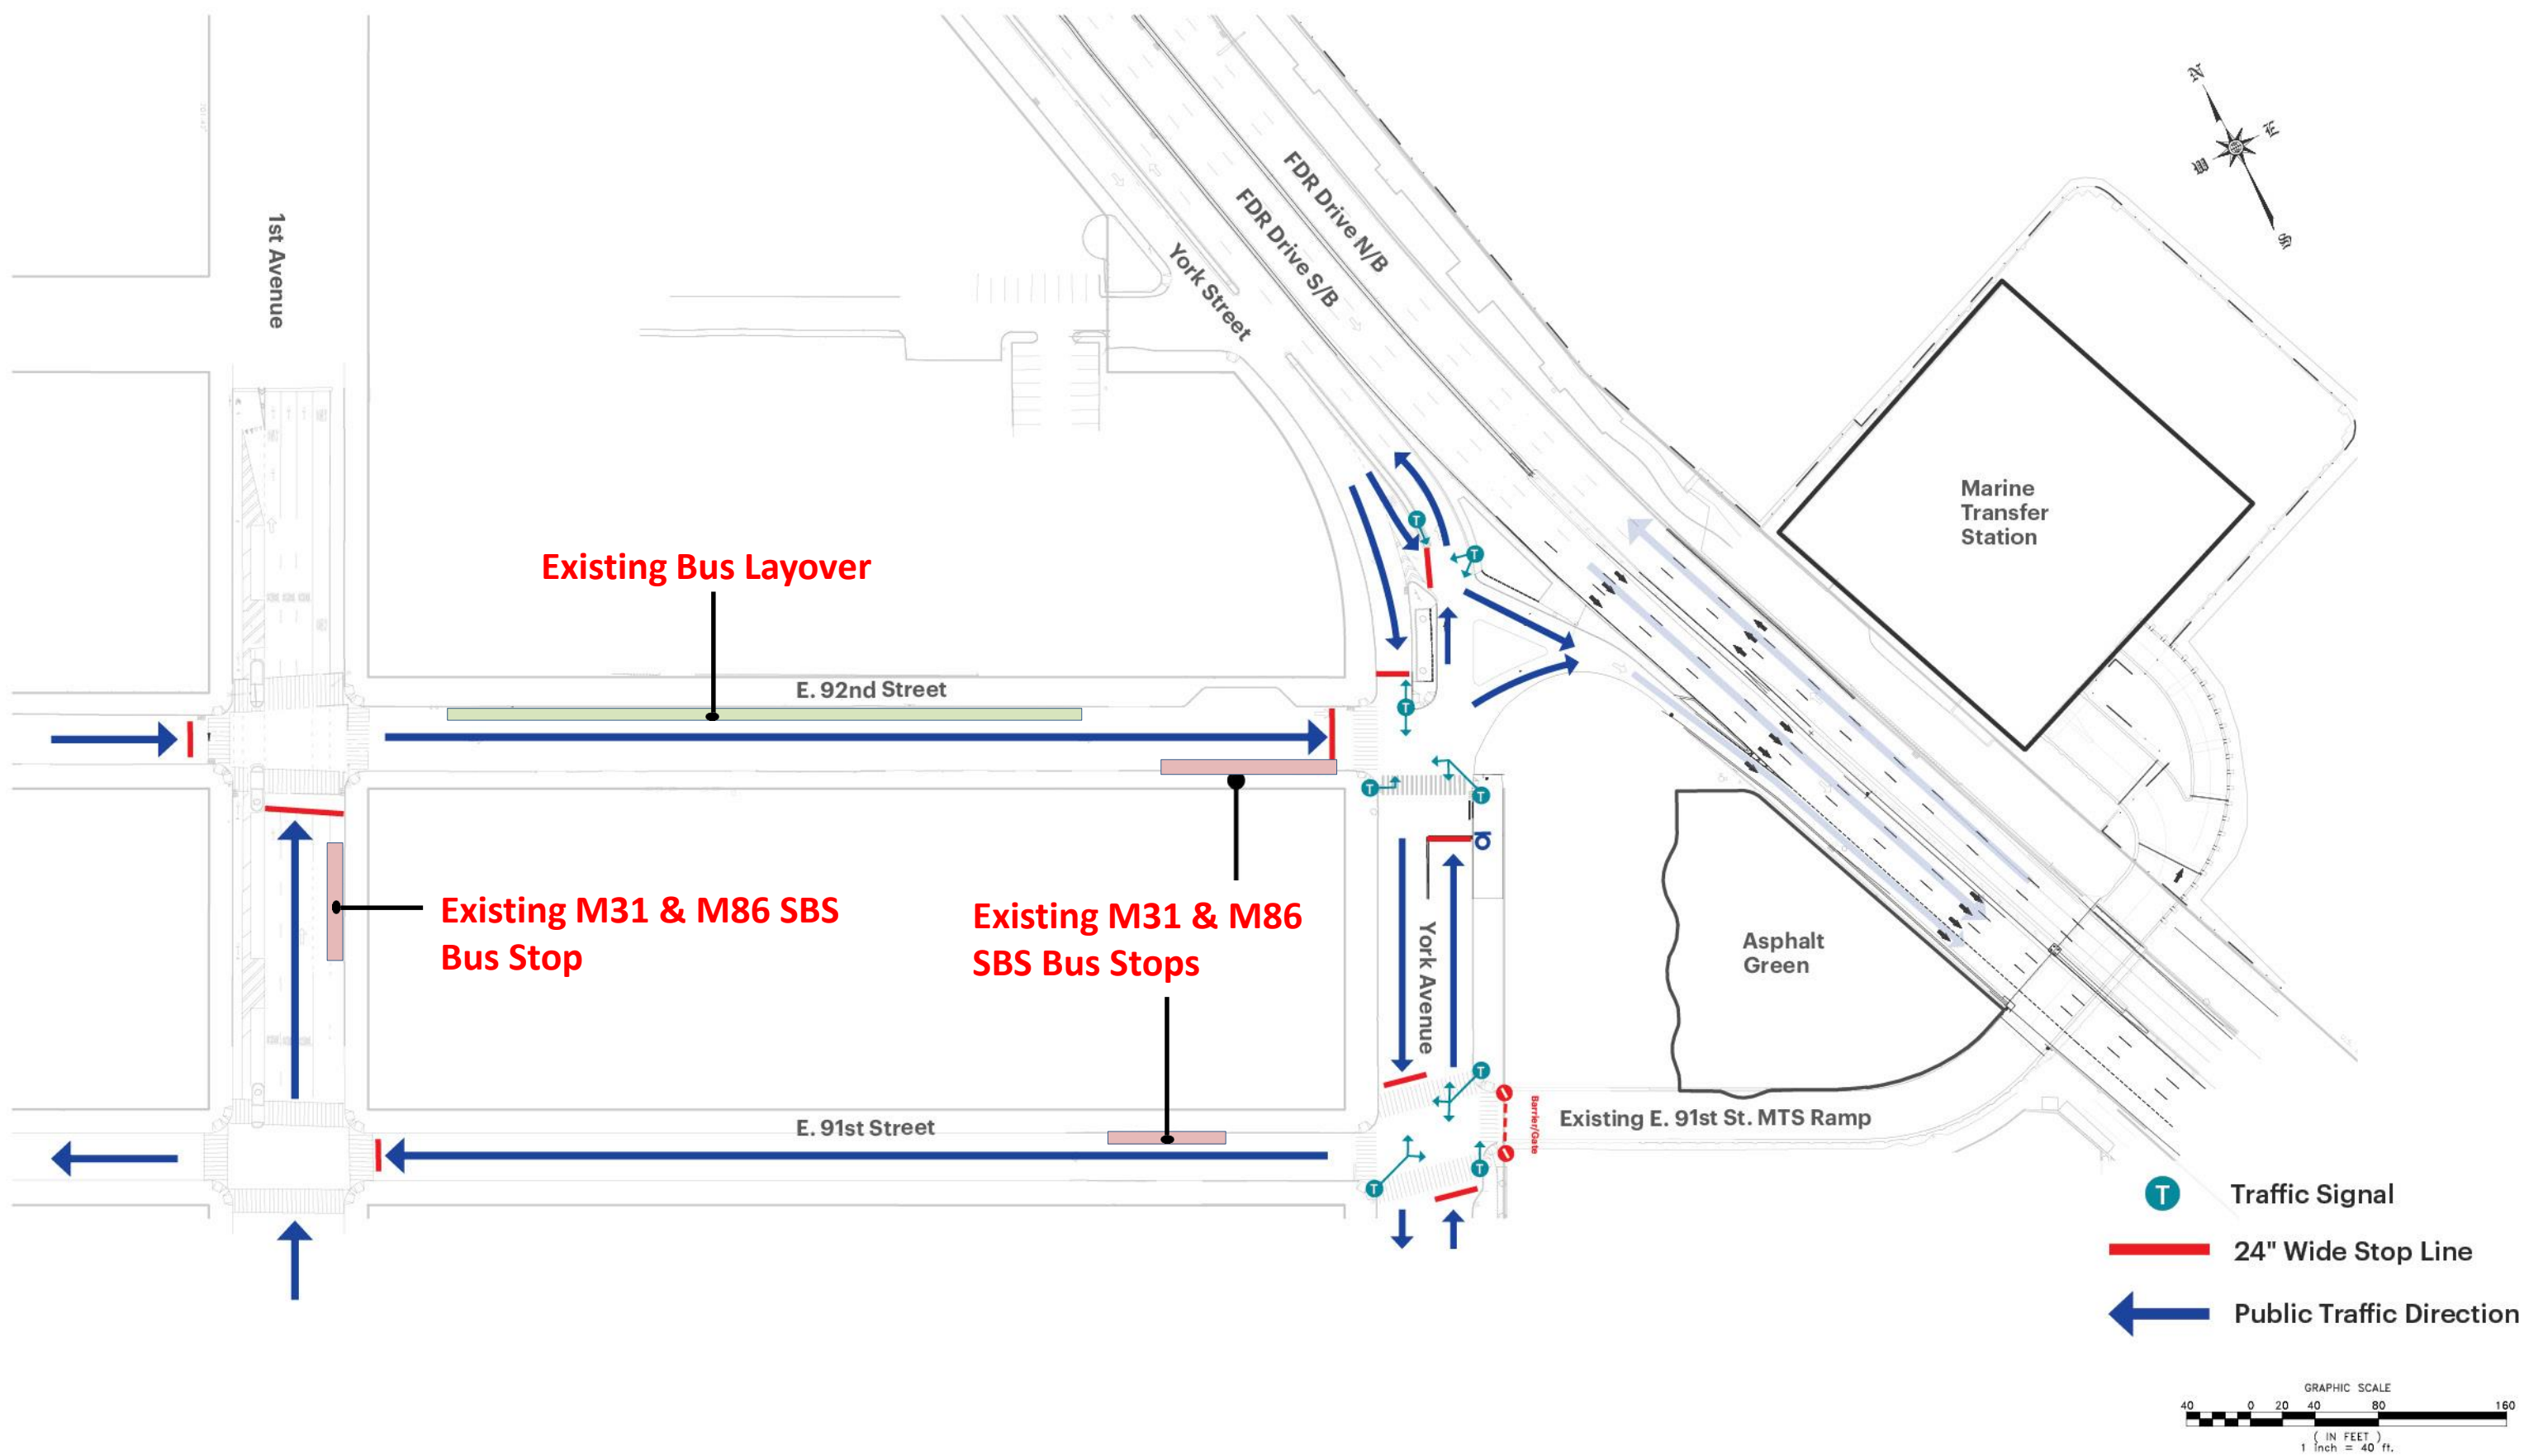 N
E
W
S
FDR Drive N/B
FDR Drive S/B
York Street
1st Avenue
Marine
Transfer
Station
Existing Bus Layover
E. 92nd Street
Existing M31 & M86 SBS
Bus Stop
Existing M31 & M86
SBS Bus Stops
York Avenue
Asphalt
Green
E. 91st Street
Barrier/Gate
Existing E. 91st St. MTS Ramp
T
T
T
T
T
T
T
T
T
T Traffic Signal
24" Wide Stop Line
Public Traffic Direction
GRAPHIC SCALE
40 0 20 40 80 160
( IN FEET )
1 inch = 40 ft.